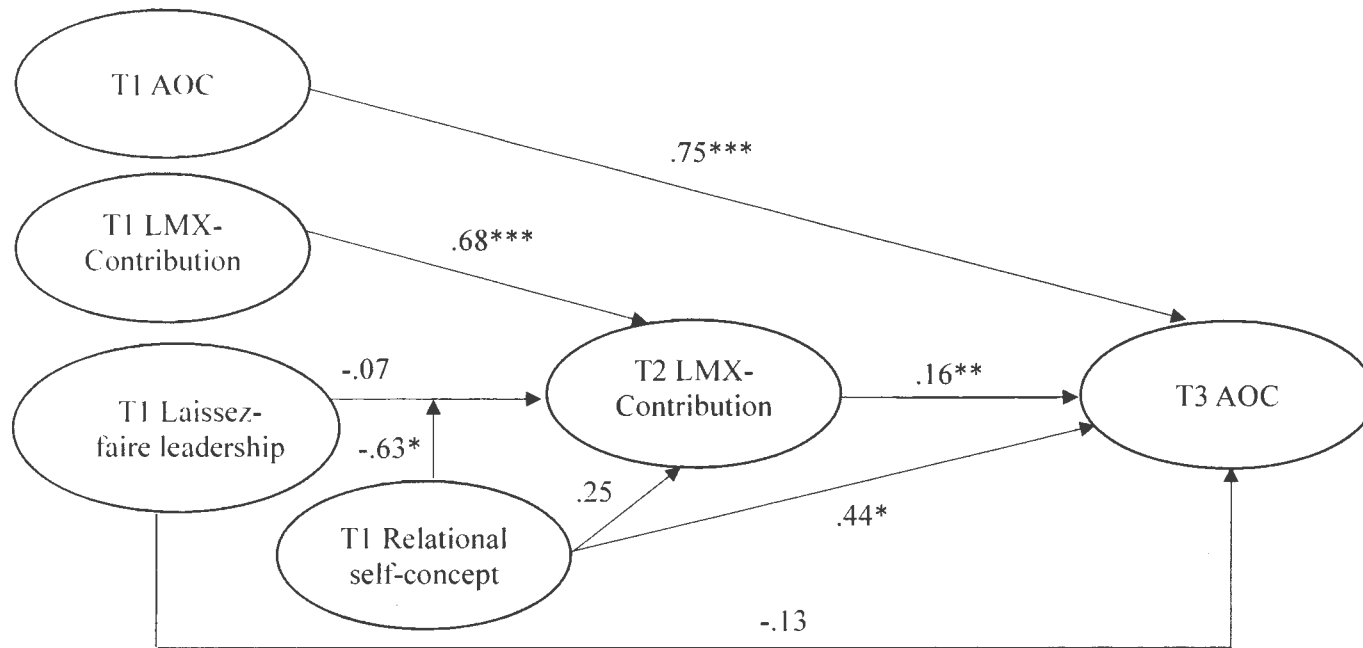 T1 AOC
.75***
T1 LMX-
Contribution
.68***
T1 Laissez-
faire leadership
-.07
-.63*
T2 LMX-
Contribution
.16**
T3 AOC
.25
.44*
T1 Relational
self-concept
-.13